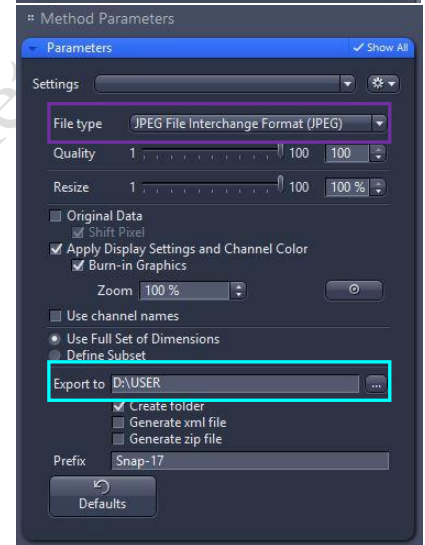 Method Parameters
Parameters Show All
Settings
File type JPEG File Interchange Format (JPEG)
Quality 1 100 100
Resize 1 100 100 %
Original Data
Shift Pixel
Apply Display Settings and Channel Color
Burn-in Graphics
Zoom 100 %
Use channel names
Use Full Set of Dimensions
Define Subset
Export to D:\USER ...
Create folder
Generate xml file
Generate zip file
Prefix Snap-17
Defaults